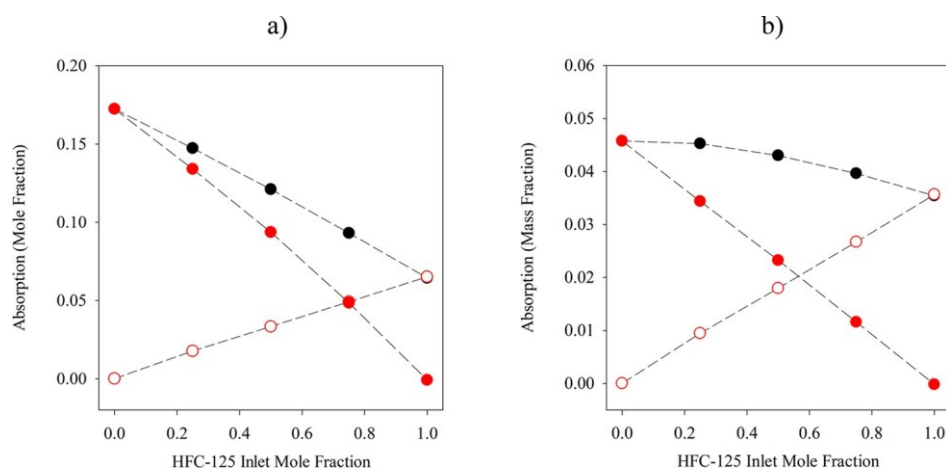 a)
0.20
0.15
0.10
0.05
0.00
Absorption (Mole Fraction)
0.0 0.2 0.4 0.6 0.8 1.0
HFC-125 Inlet Mole Fraction
b)
0.06
0.05
0.04
0.03
0.02
0.01
0.00
Absorption (Mass Fraction)
0.0 0.2 0.4 0.6 0.8 1.0
HFC-125 Inlet Mole Fraction